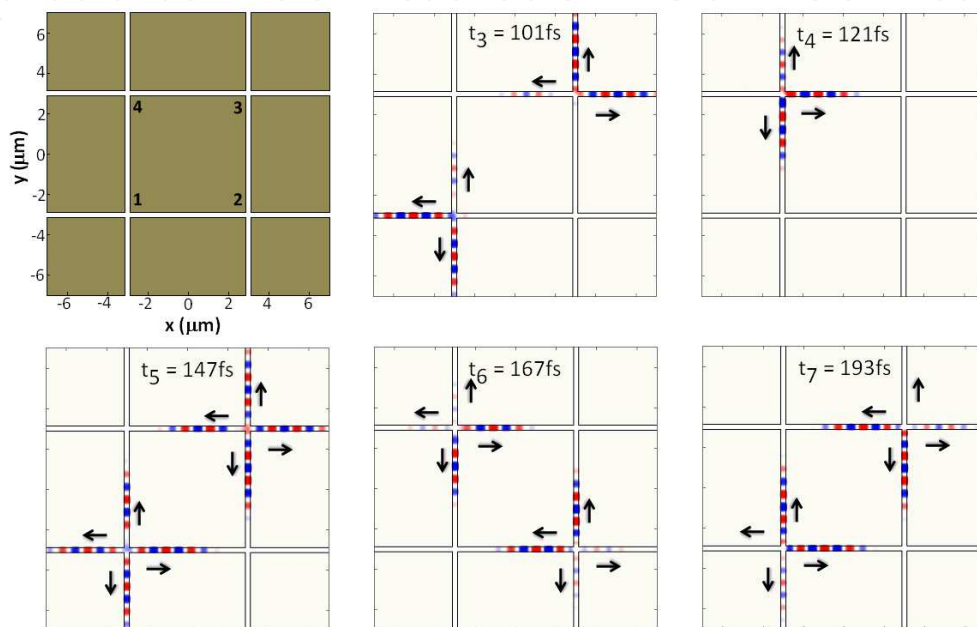 6
4
2
0
-2
-4
-6
y (μm)
4 3
1 2
-6 -4 -2 0 2 4 6
x (μm)
t3 = 101fs
t4 = 121fs
t5 = 147fs
t6 = 167fs
t7 = 193fs